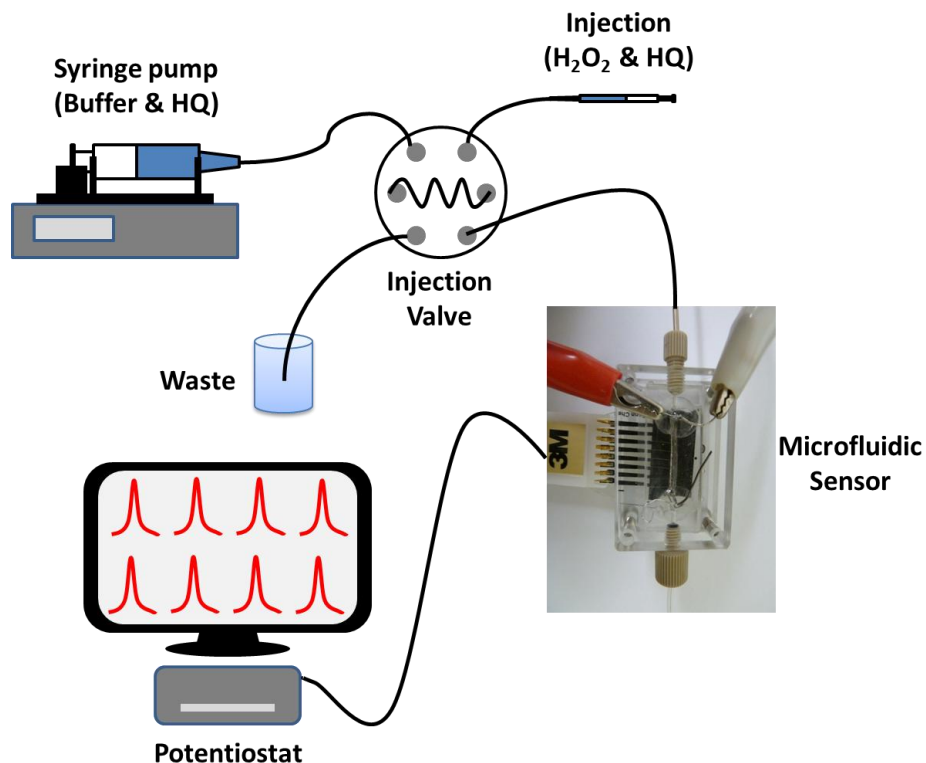 Injection
(H₂O₂ & HQ)
Syringe pump
(Buffer & HQ)
Injection
Valve
Waste
3M
Microfluidic
Sensor
Potentiostat